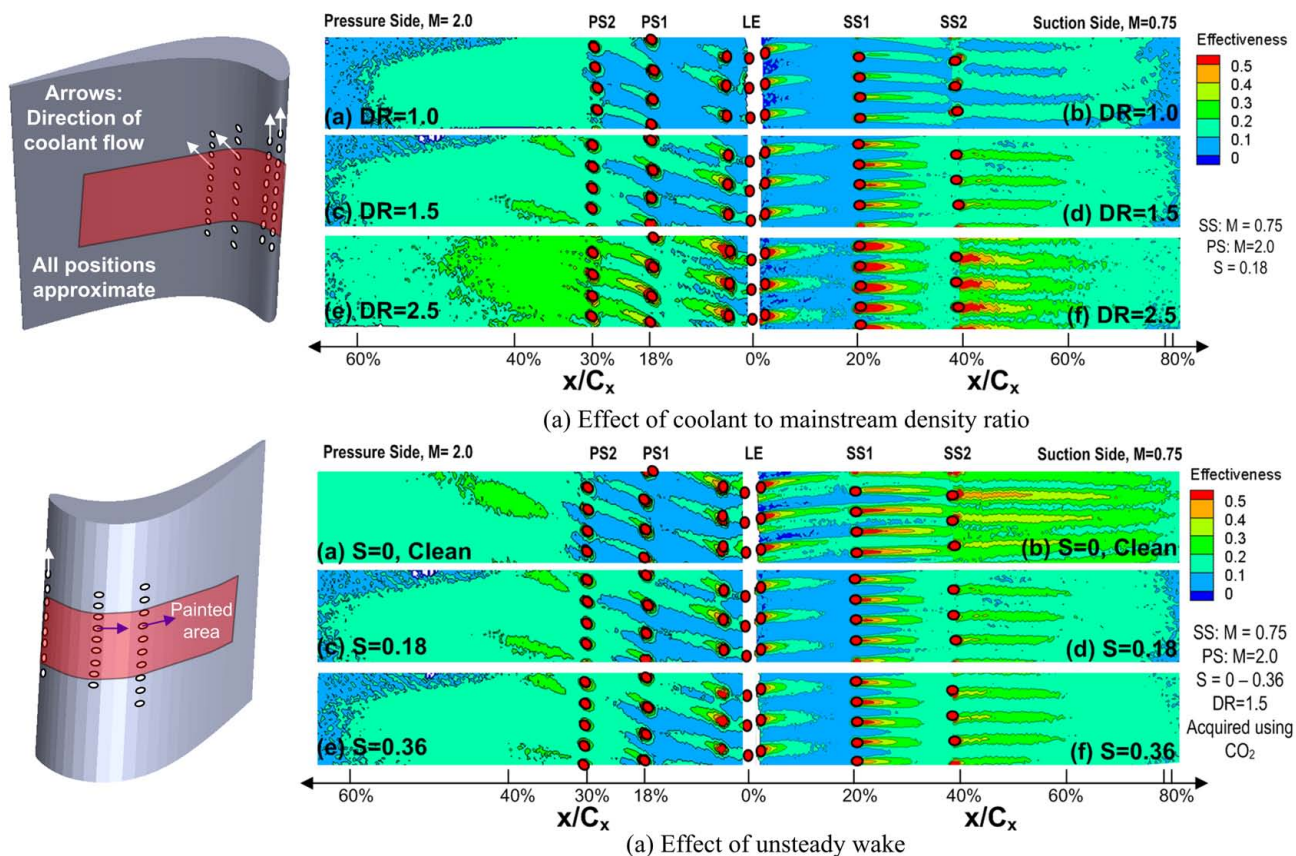 Pressure Side, M= 2.0 PS2 PS1 LE SS1 SS2 Suction Side, M=0.75
Arrows:
Direction of
coolant flow
All positions
approximate
(a) DR=1.0
(b) DR=1.0
(c) DR=1.5
(d) DR=1.5
(e) DR=2.5
(f) DR=2.5
Effectiveness
0.5
0.4
0.3
0.2
0.1
0
SS: M = 0.75
PS: M=2.0
S = 0.18
60% 40% 30% 18% 0% 20% 40% 60% 80%
x/Cx x/Cx
(a) Effect of coolant to mainstream density ratio
Pressure Side, M= 2.0 PS2 PS1 LE SS1 SS2 Suction Side, M=0.75
Painted
area
(a) S=0, Clean
(b) S=0, Clean
(c) S=0.18
(d) S=0.18
(e) S=0.36
(f) S=0.36
Effectiveness
0.5
0.4
0.3
0.2
0.1
0
SS: M = 0.75
PS: M=2.0
S = 0 – 0.36
DR=1.5
Acquired using
CO2
60% 40% 30% 18% 0% 20% 40% 60% 80%
x/Cx x/Cx
(a) Effect of unsteady wake